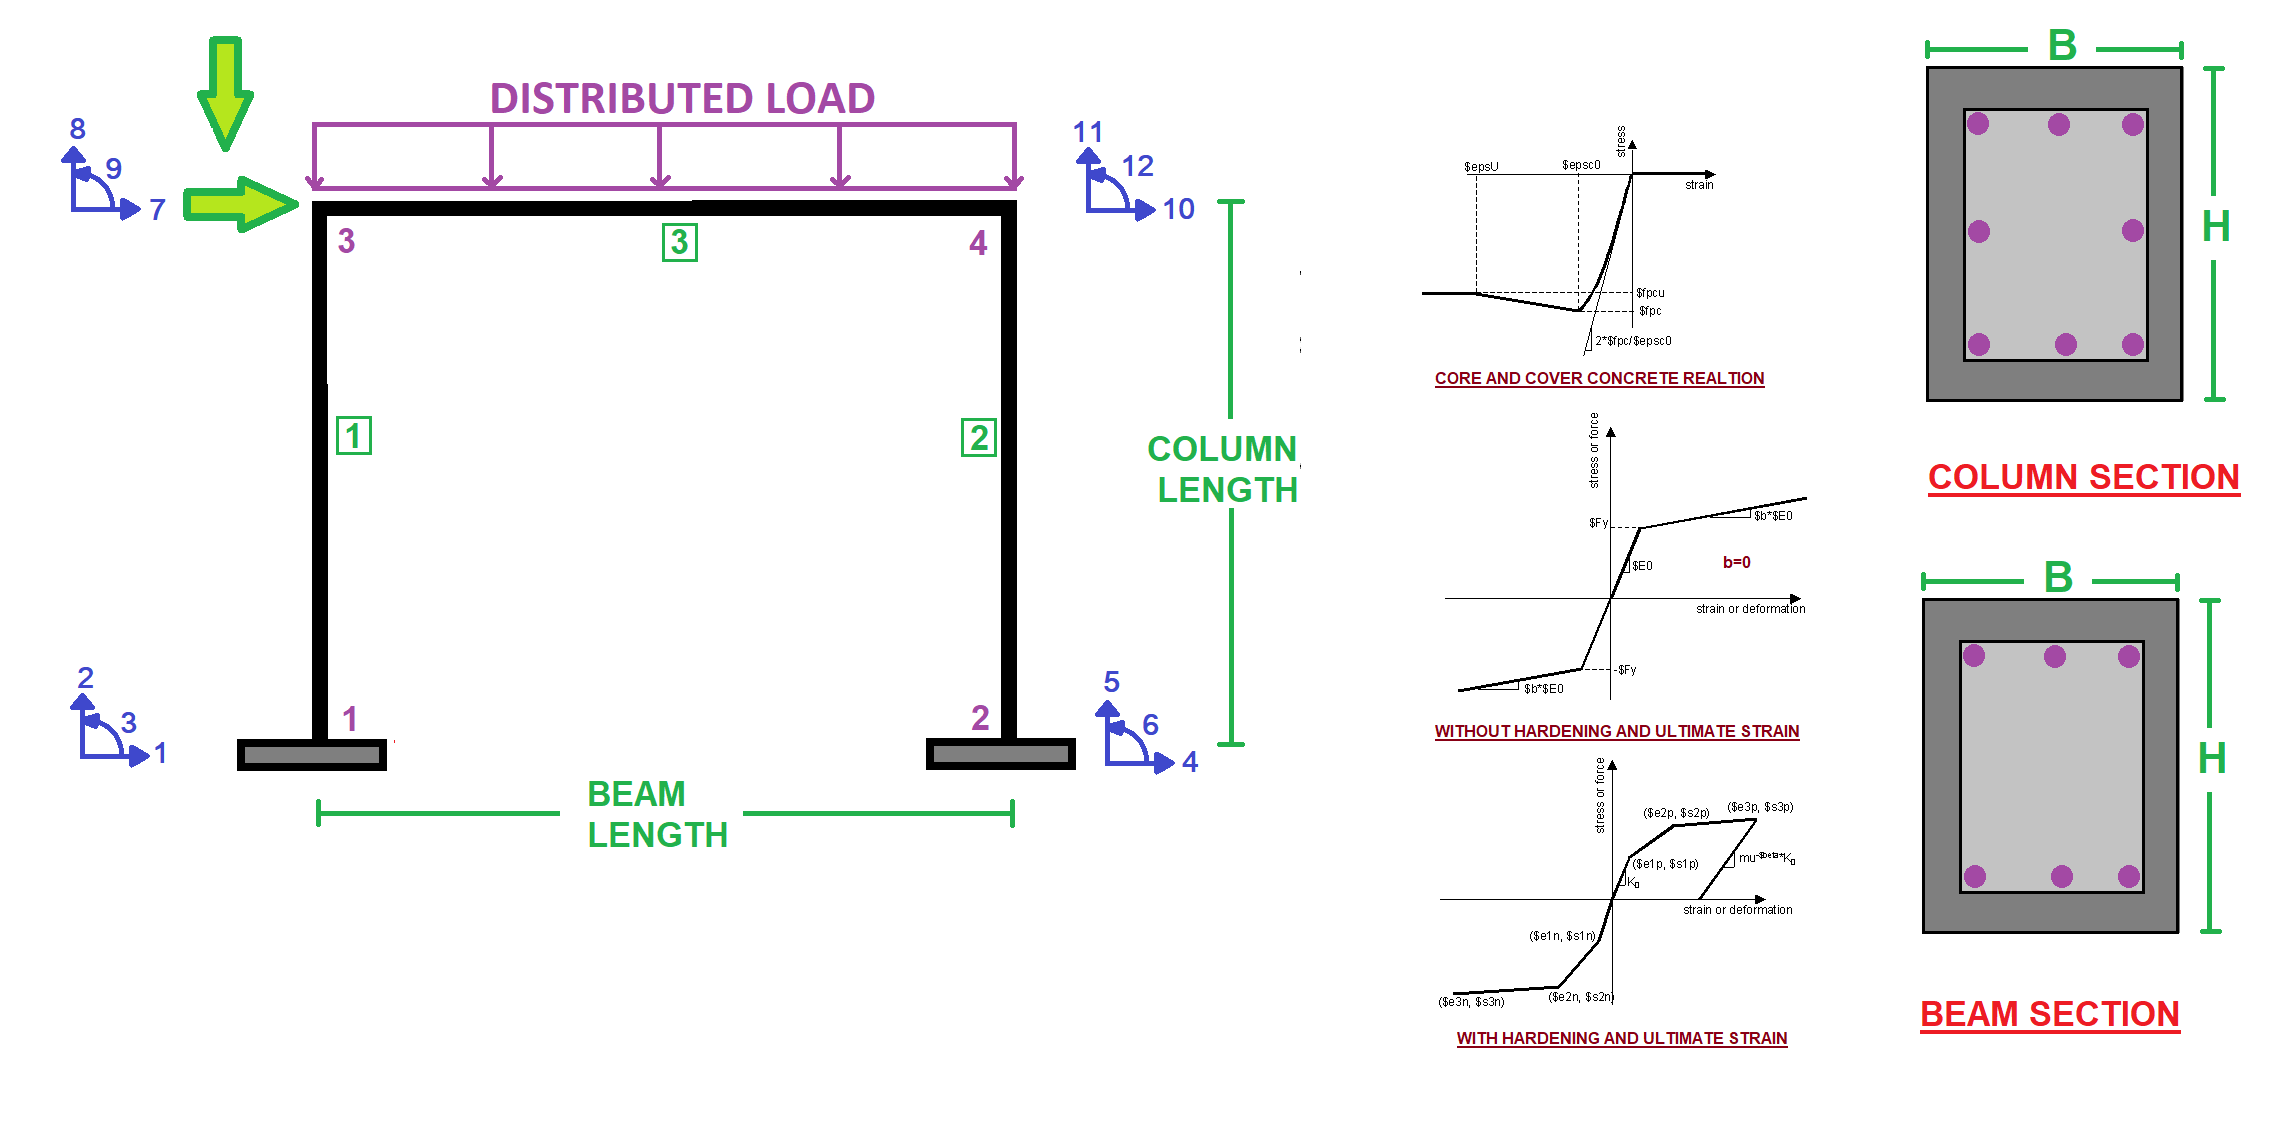 DISTRIBUTED LOAD
8
9
7
11
12
10
3
3
4
1
2
2
3
1
1
2
5
6
4
BEAM
LENGTH
COLUMN
LENGTH
stress
$epsU
$epsc0
strain
$fpcu
$fpc
2*$fpc/$epsc0
CORE AND COVER CONCRETE REALTION
stress or force
$Fy
$b*$E0
$E0
b=0
strain or deformation
-$Fy
$b*$E0
WITHOUT HARDENING AND ULTIMATE STRAIN
stress or force
($e2p, $s2p)
($e3p, $s3p)
($e1p, $s1p)
mu-$beta*K0
K0
strain or deformation
($e1n, $s1n)
($e3n, $s3n)
($e2n, $s2n)
WITH HARDENING AND ULTIMATE STRAIN
B
H
COLUMN SECTION
B
H
BEAM SECTION